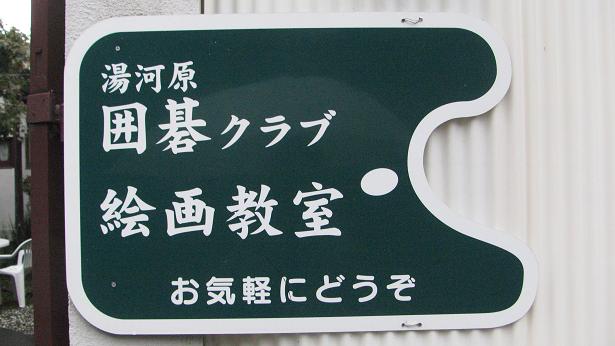 湯河原
囲碁クラブ
絵画教室
お気軽にどうぞ